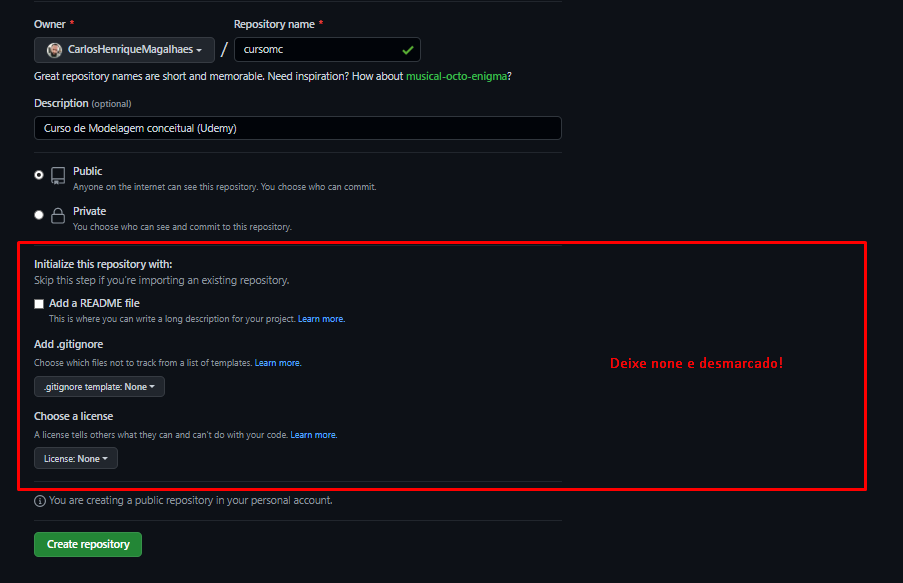 Owner *
Repository name *
CarlosHenriqueMagalhaes
/
cursomc
Great repository names are short and memorable. Need inspiration? How about musical-octo-enigma?
Description (optional)
Curso de Modelagem conceitual (Udemy)
Public
Anyone on the internet can see this repository. You choose who can commit.
Private
You choose who can see and commit to this repository.
Initialize this repository with:
Skip this step if you're importing an existing repository.
Add a README file
This is where you can write a long description for your project. Learn more.
Add .gitignore
Choose which files not to track from a list of templates. Learn more.
Deixe none e desmarcado!
.gitignore template: None
Choose a license
A license tells others what they can and can't do with your code. Learn more.
License: None
You are creating a public repository in your personal account.
Create repository